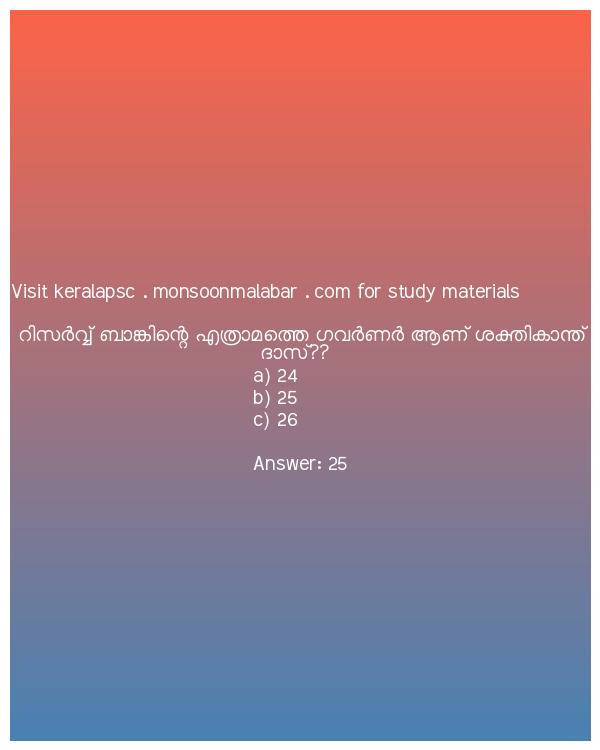 Visit keralapsc . monsoonmalabar . com for study materials
റിസർവ്വ് ബാങ്കിന്റെ എത്രാമത്തെ ഗവർണർ ആണ് ശക്തികാന്ത്
ദാസ്??
a) 24
b) 25
c) 26
Answer: 25